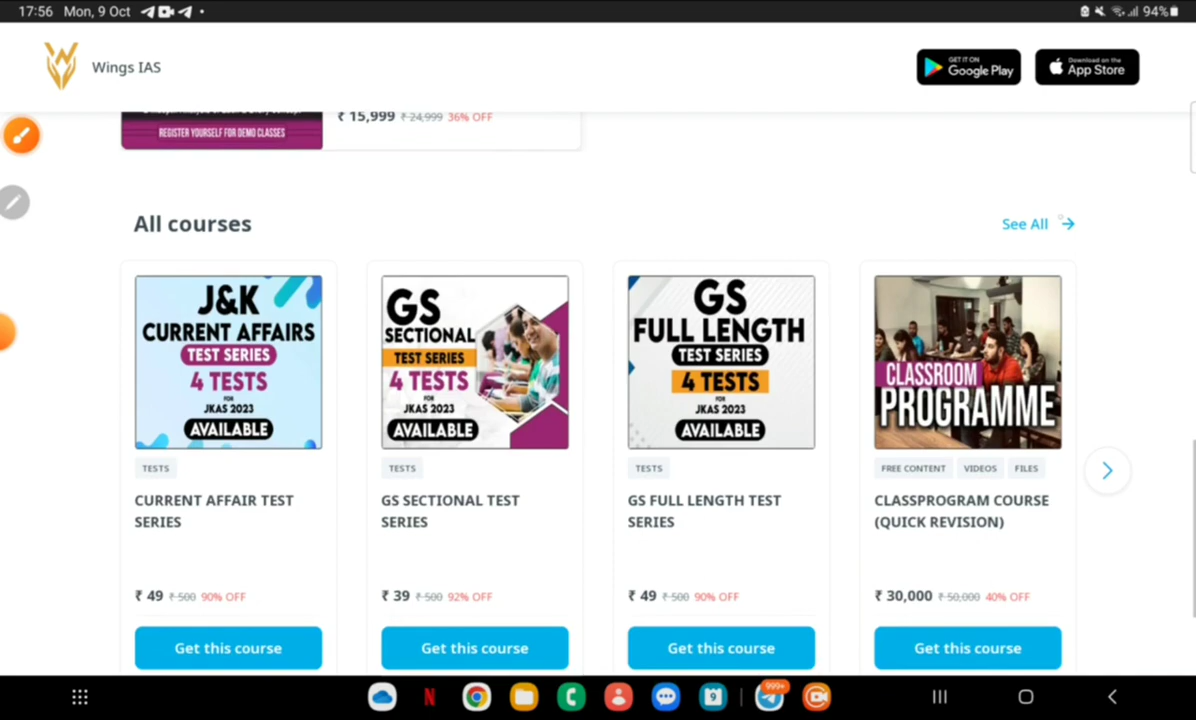 17:56 Mon, 9 Oct
94%
Wings IAS
GET IT ON
Google Play
Download on the
App Store
₹ 15,999 ₹ 24,999 36% OFF
REGISTER YOURSELF FOR DEMO CLASSES
All courses
See All
J&K
CURRENT AFFAIRS
TEST SERIES
4 TESTS
FOR
JKAS 2023
AVAILABLE
TESTS
CURRENT AFFAIR TEST
SERIES
₹ 49 ₹ 500 90% OFF
Get this course
GS
SECTIONAL
TEST SERIES
4 TESTS
FOR
JKAS 2023
AVAILABLE
TESTS
GS SECTIONAL TEST
SERIES
₹ 39 ₹ 500 92% OFF
Get this course
GS
FULL LENGTH
TEST SERIES
4 TESTS
FOR
JKAS 2023
AVAILABLE
TESTS
GS FULL LENGTH TEST
SERIES
₹ 49 ₹ 500 90% OFF
Get this course
CLASSROOM
PROGRAMME
FREE CONTENT VIDEOS FILES
CLASSPROGRAM COURSE
(QUICK REVISION)
₹ 30,000 ₹ 50,000 40% OFF
Get this course
N
9
999+